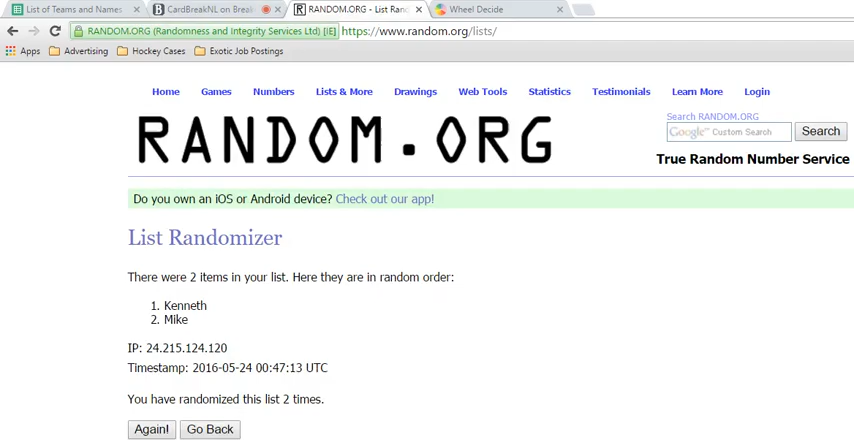 List of Teams and Names
CardBreakNL on Break
RANDOM.ORG - List Ran
Wheel Decide
RANDOM.ORG (Randomness and Integrity Services Ltd) [IE] https://www.random.org/lists/
Apps Advertising Hockey Cases Exotic Job Postings
Home Games Numbers Lists & More Drawings Web Tools Statistics Testimonials Learn More Login
RANDOM.ORG
Search RANDOM.ORG
Google™ Custom Search Search
True Random Number Service
Do you own an iOS or Android device? Check out our app!
List Randomizer
There were 2 items in your list. Here they are in random order:
1. Kenneth
2. Mike
IP: 24.215.124.120
Timestamp: 2016-05-24 00:47:13 UTC
You have randomized this list 2 times.
Again! Go Back